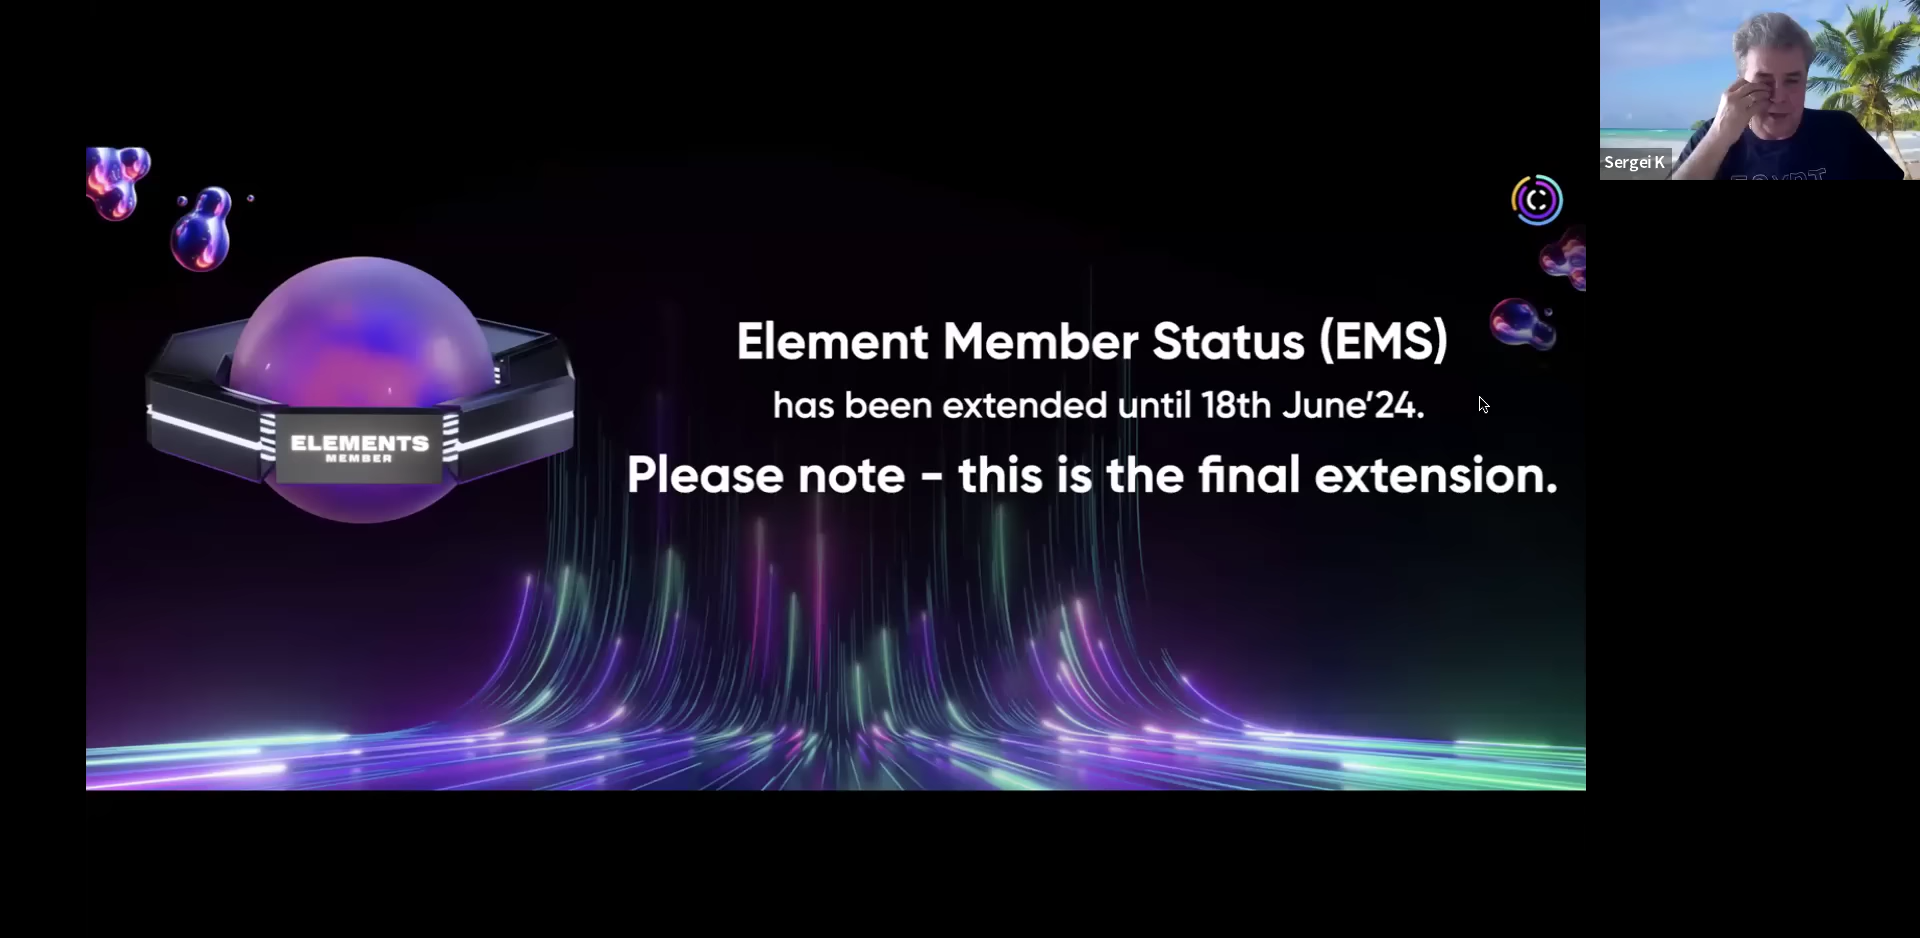 Sergei K
Element Member Status (EMS)
has been extended until 18th June'24.
Please note - this is the final extension.
ELEMENTS
MEMBER